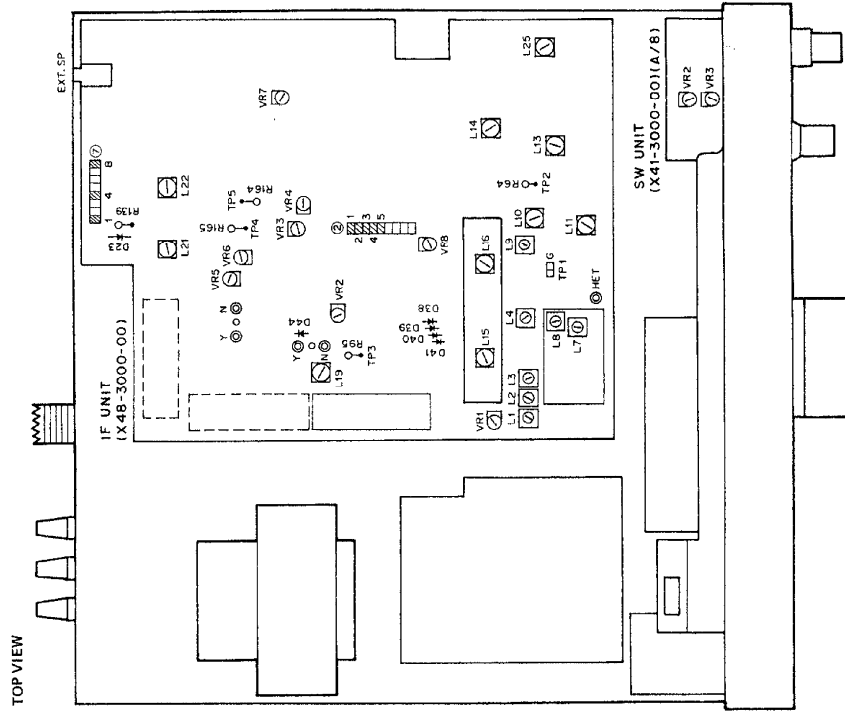 TOP VIEW
EXT. SP
IF UNIT
(X48-3000-00)
1
4
8
⑦
D23
R139
L21
L22
VR5
VR6
R165
TP4
TP5
R164
VR3
VR4
VR7
Y
N
D44
Y
N
VR2
L19
R95
TP3
②
1
2
3
4
5
VR8
D38
D39
D40
D41
L14
L25
L13
R64
TP2
L15
L16
VR1
L1
L2
L3
L4
L9
L10
L11
L8
L7
G
TP1
HET
SW UNIT
(X41-3000-D0)(A/8)
VR2
VR3